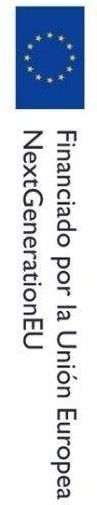 Financiado por la Unión Europea
NextGenerationEU